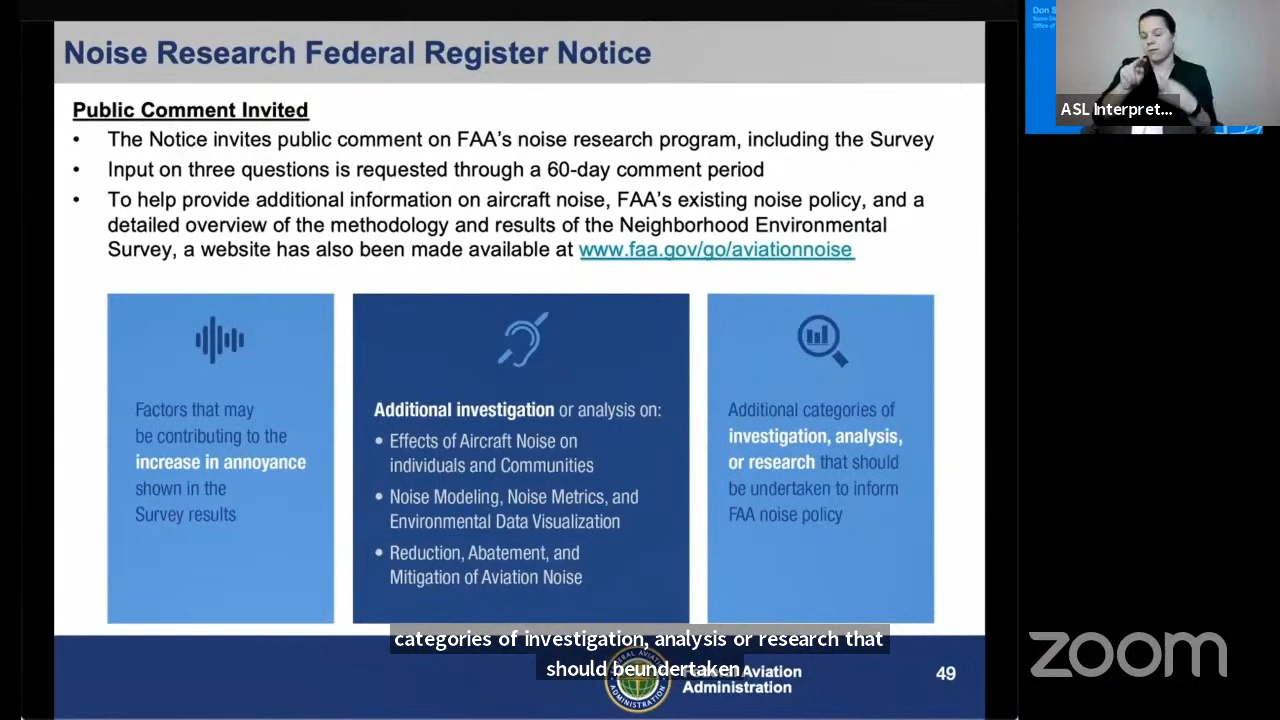 Noise Research Federal Register Notice
Public Comment Invited
• The Notice invites public comment on FAA's noise research program, including the Survey
• Input on three questions is requested through a 60-day comment period
• To help provide additional information on aircraft noise, FAA's existing noise policy, and a
detailed overview of the methodology and results of the Neighborhood Environmental
Survey, a website has also been made available at www.faa.gov/go/aviationnoise
Factors that may
be contributing to the
increase in annoyance
shown in the
Survey results
Additional investigation or analysis on:
• Effects of Aircraft Noise on
individuals and Communities
• Noise Modeling, Noise Metrics, and
Environmental Data Visualization
• Reduction, Abatement, and
Mitigation of Aviation Noise
Additional categories of
investigation, analysis,
or research that should
be undertaken to inform
FAA noise policy
categories of investigation, analysis or research that
should beundertaken
Federal Aviation
Administration
49
Don S
Office of
ASL Interpret...
zoom